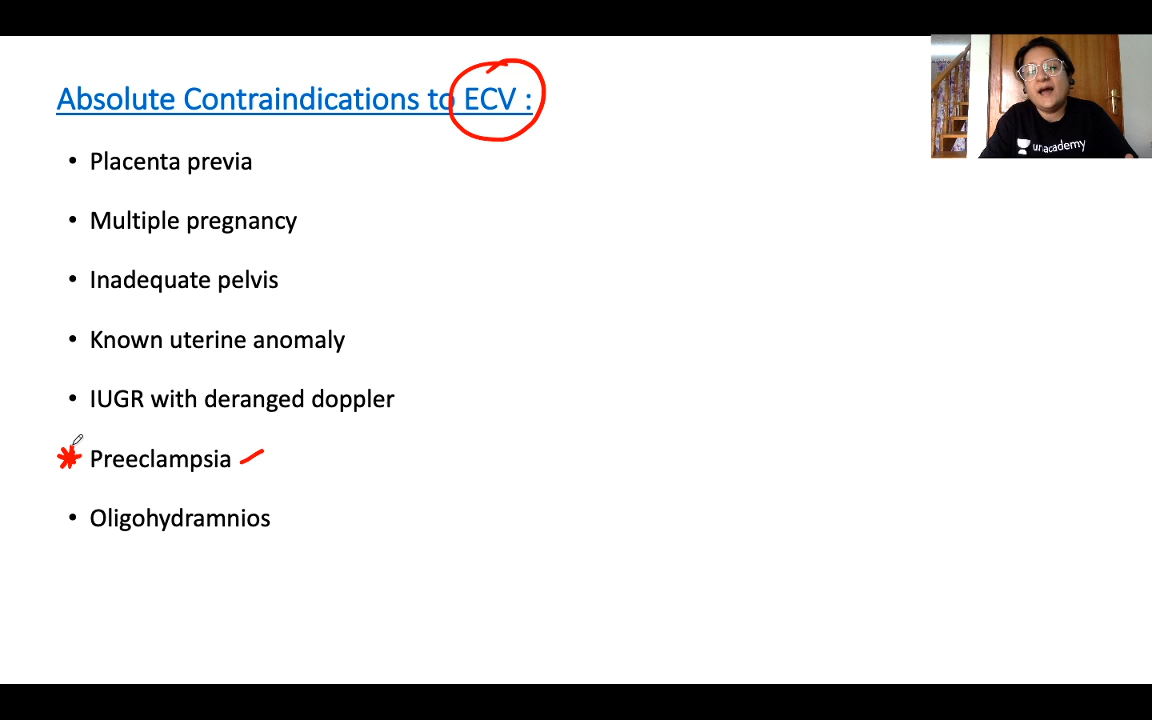 Absolute Contraindications to ECV :
• Placenta previa
• Multiple pregnancy
• Inadequate pelvis
• Known uterine anomaly
• IUGR with deranged doppler
Preeclampsia
• Oligohydramnios
unacademy